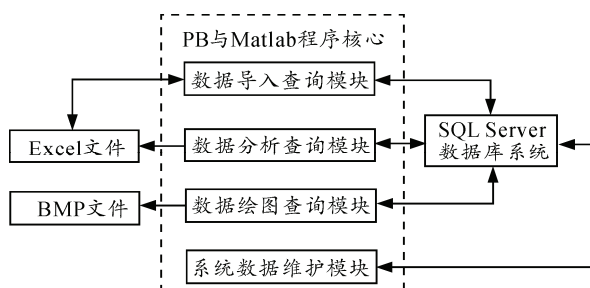 PB与Matlab程序核心
数据导入查询模块
Excel文件
数据分析查询模块
SQL Server
数据库系统
BMP文件
数据绘图查询模块
系统数据维护模块